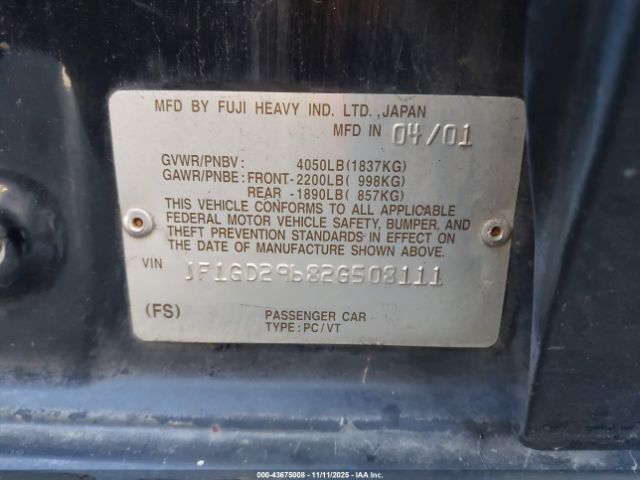 MFD BY FUJI HEAVY IND. LTD., JAPAN
MFD IN 04/01
GVWR/PNBV: 4050LB(1837KG)
GAWR/PNBE: FRONT-2200LB( 998KG)
REAR -1890LB( 857KG)
THIS VEHICLE CONFORMS TO ALL APPLICABLE
FEDERAL MOTOR VEHICLE SAFETY, BUMPER, AND
THEFT PREVENTION STANDARDS IN EFFECT ON
THE DATE OF MANUFACTURE SHOWN ABOVE.
VIN JF1GD29682G508111
(FS) PASSENGER CAR
TYPE:PC/VT
000-43675008 - 11/11/2025 - IAA Inc.